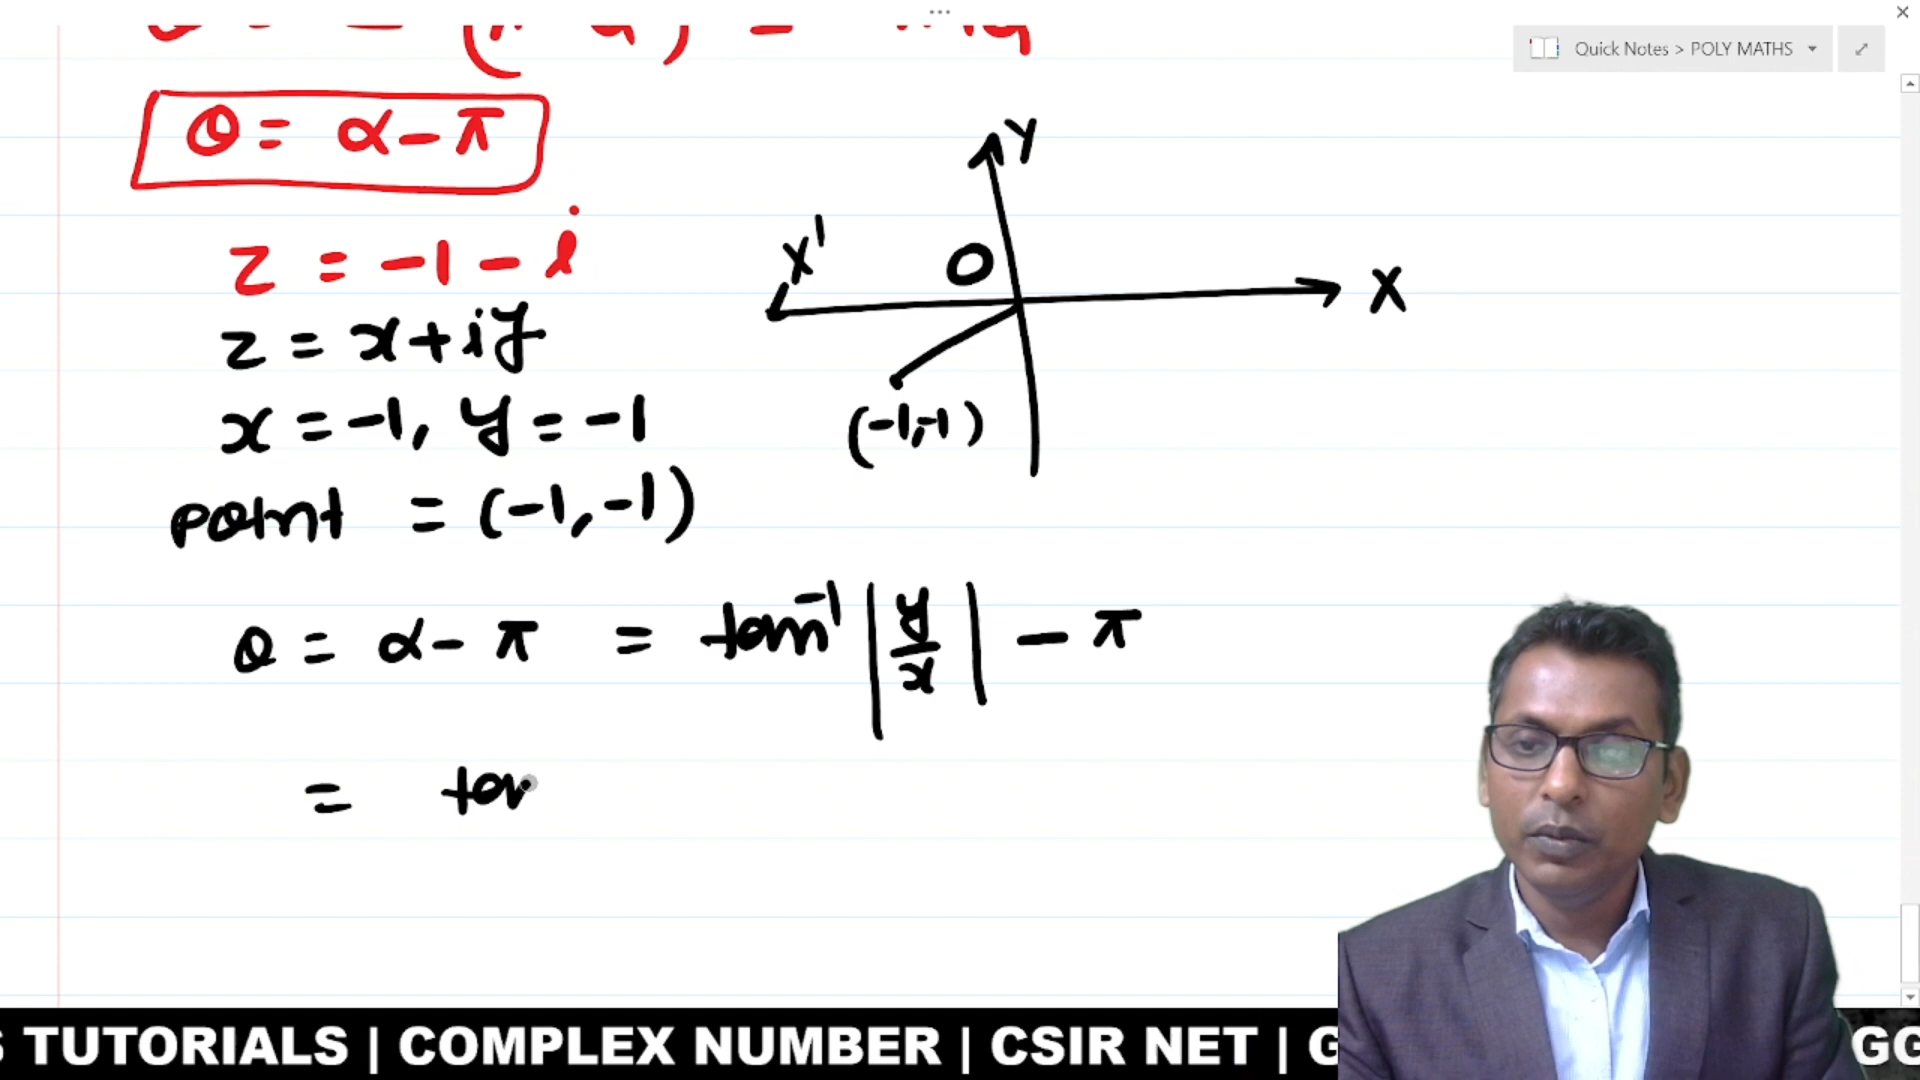 Quick Notes > POLY MATHS
θ = α - π
Y
z = -1 - i
X'
O
X
z = x + iy
x = -1, y = -1
(-1,-1)
point = (-1, -1)
θ = α - π = tan⁻¹ |y/x| - π
= tan
TUTORIALS | COMPLEX NUMBER | CSIR NET | G